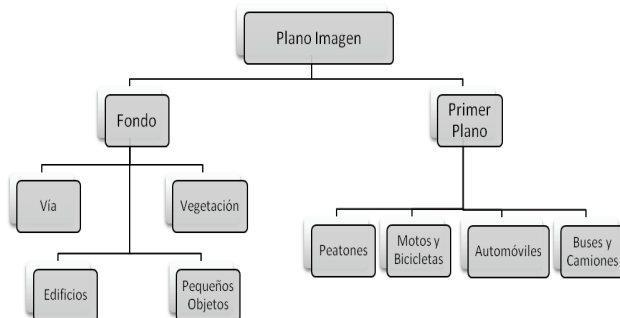 Plano Imagen
Fondo
Primer
Plano
Vía
Vegetación
Edificios
Pequeños
Objetos
Peatones
Motos y
Bicicletas
Automóviles
Buses y
Camiones